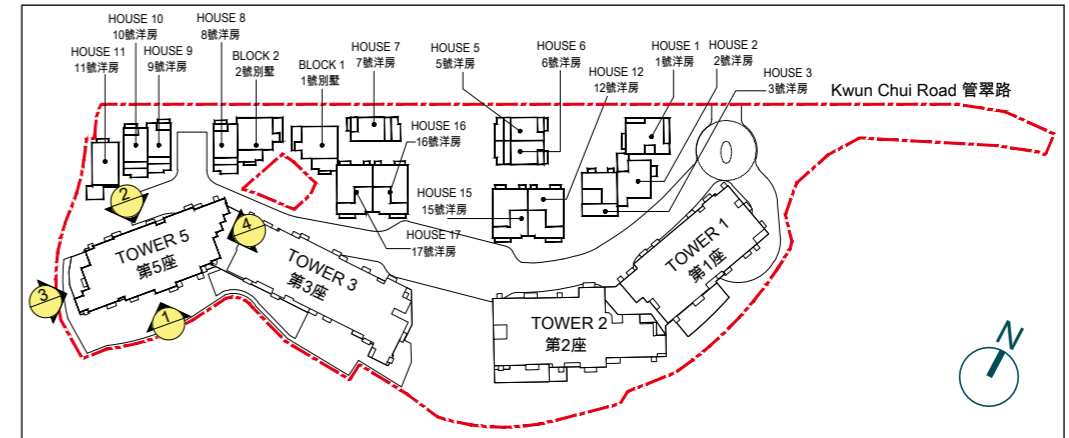 HOUSE 10
10號洋房
HOUSE 8
8號洋房
HOUSE 11
11號洋房
HOUSE 9
9號洋房
BLOCK 2
2號別墅
BLOCK 1
1號別墅
HOUSE 7
7號洋房
HOUSE 5
5號洋房
HOUSE 6
6號洋房
HOUSE 1
1號洋房
HOUSE 2
2號洋房
HOUSE 12
12號洋房
HOUSE 3
3號洋房
Kwun Chui Road 管翠路
HOUSE 16
16號洋房
HOUSE 15
15號洋房
HOUSE 17
17號洋房
2
4
3
1
TOWER 5
第5座
TOWER 3
第3座
TOWER 2
第2座
TOWER 1
第1座
N